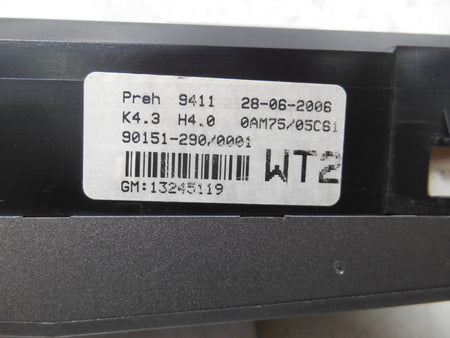 Preh 9411 28-06-2006
K4.3 H4.0 0AM75/05C61
90151-290/0001
WT2
GM:13245119